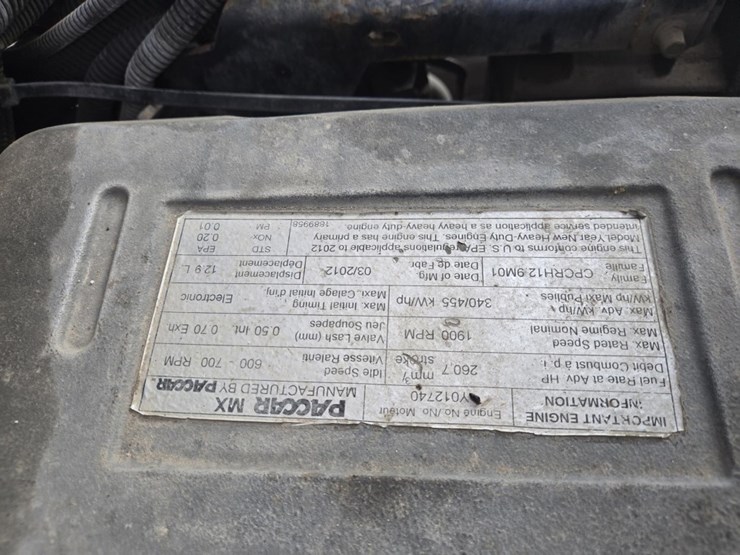 IMPORTANT ENGINE
INFORMATION
Engine No./No. Moteur
Y012740
PACCAR MX
MANUFACTURED BY PACCAR
Fuel Rate at Adv HP
Debit Combust à p.i.
260.7 mm³/
stroke
Idle Speed
Vitesse Ralenti
600 - 700 RPM
Max. Rated Speed
Max. Regime Nominal
1900 RPM
Valve Lash (mm)
Jeu Soupapes
0.50 Int. 0.70 Exh
Max. Adv. kW/hp
kW/hp Maxi Publies
340/455 kW/hp
Max. Initial Timing
Maxi. Calage Initial d'inj.
Electronic
Family
Famille
CPCRH12.9M01
Date of Mfg
Date de Fabr.
03/2012
Displacement
Déplacement
12.9 L
This engine conforms to U.S. EPA regulations applicable to 2012
Model Year New Heavy-Duty Engines. This engine has a primary
intended service application as a heavy heavy-duty engine.
1889958
STD EPA
NOx 0.20
PM 0.01